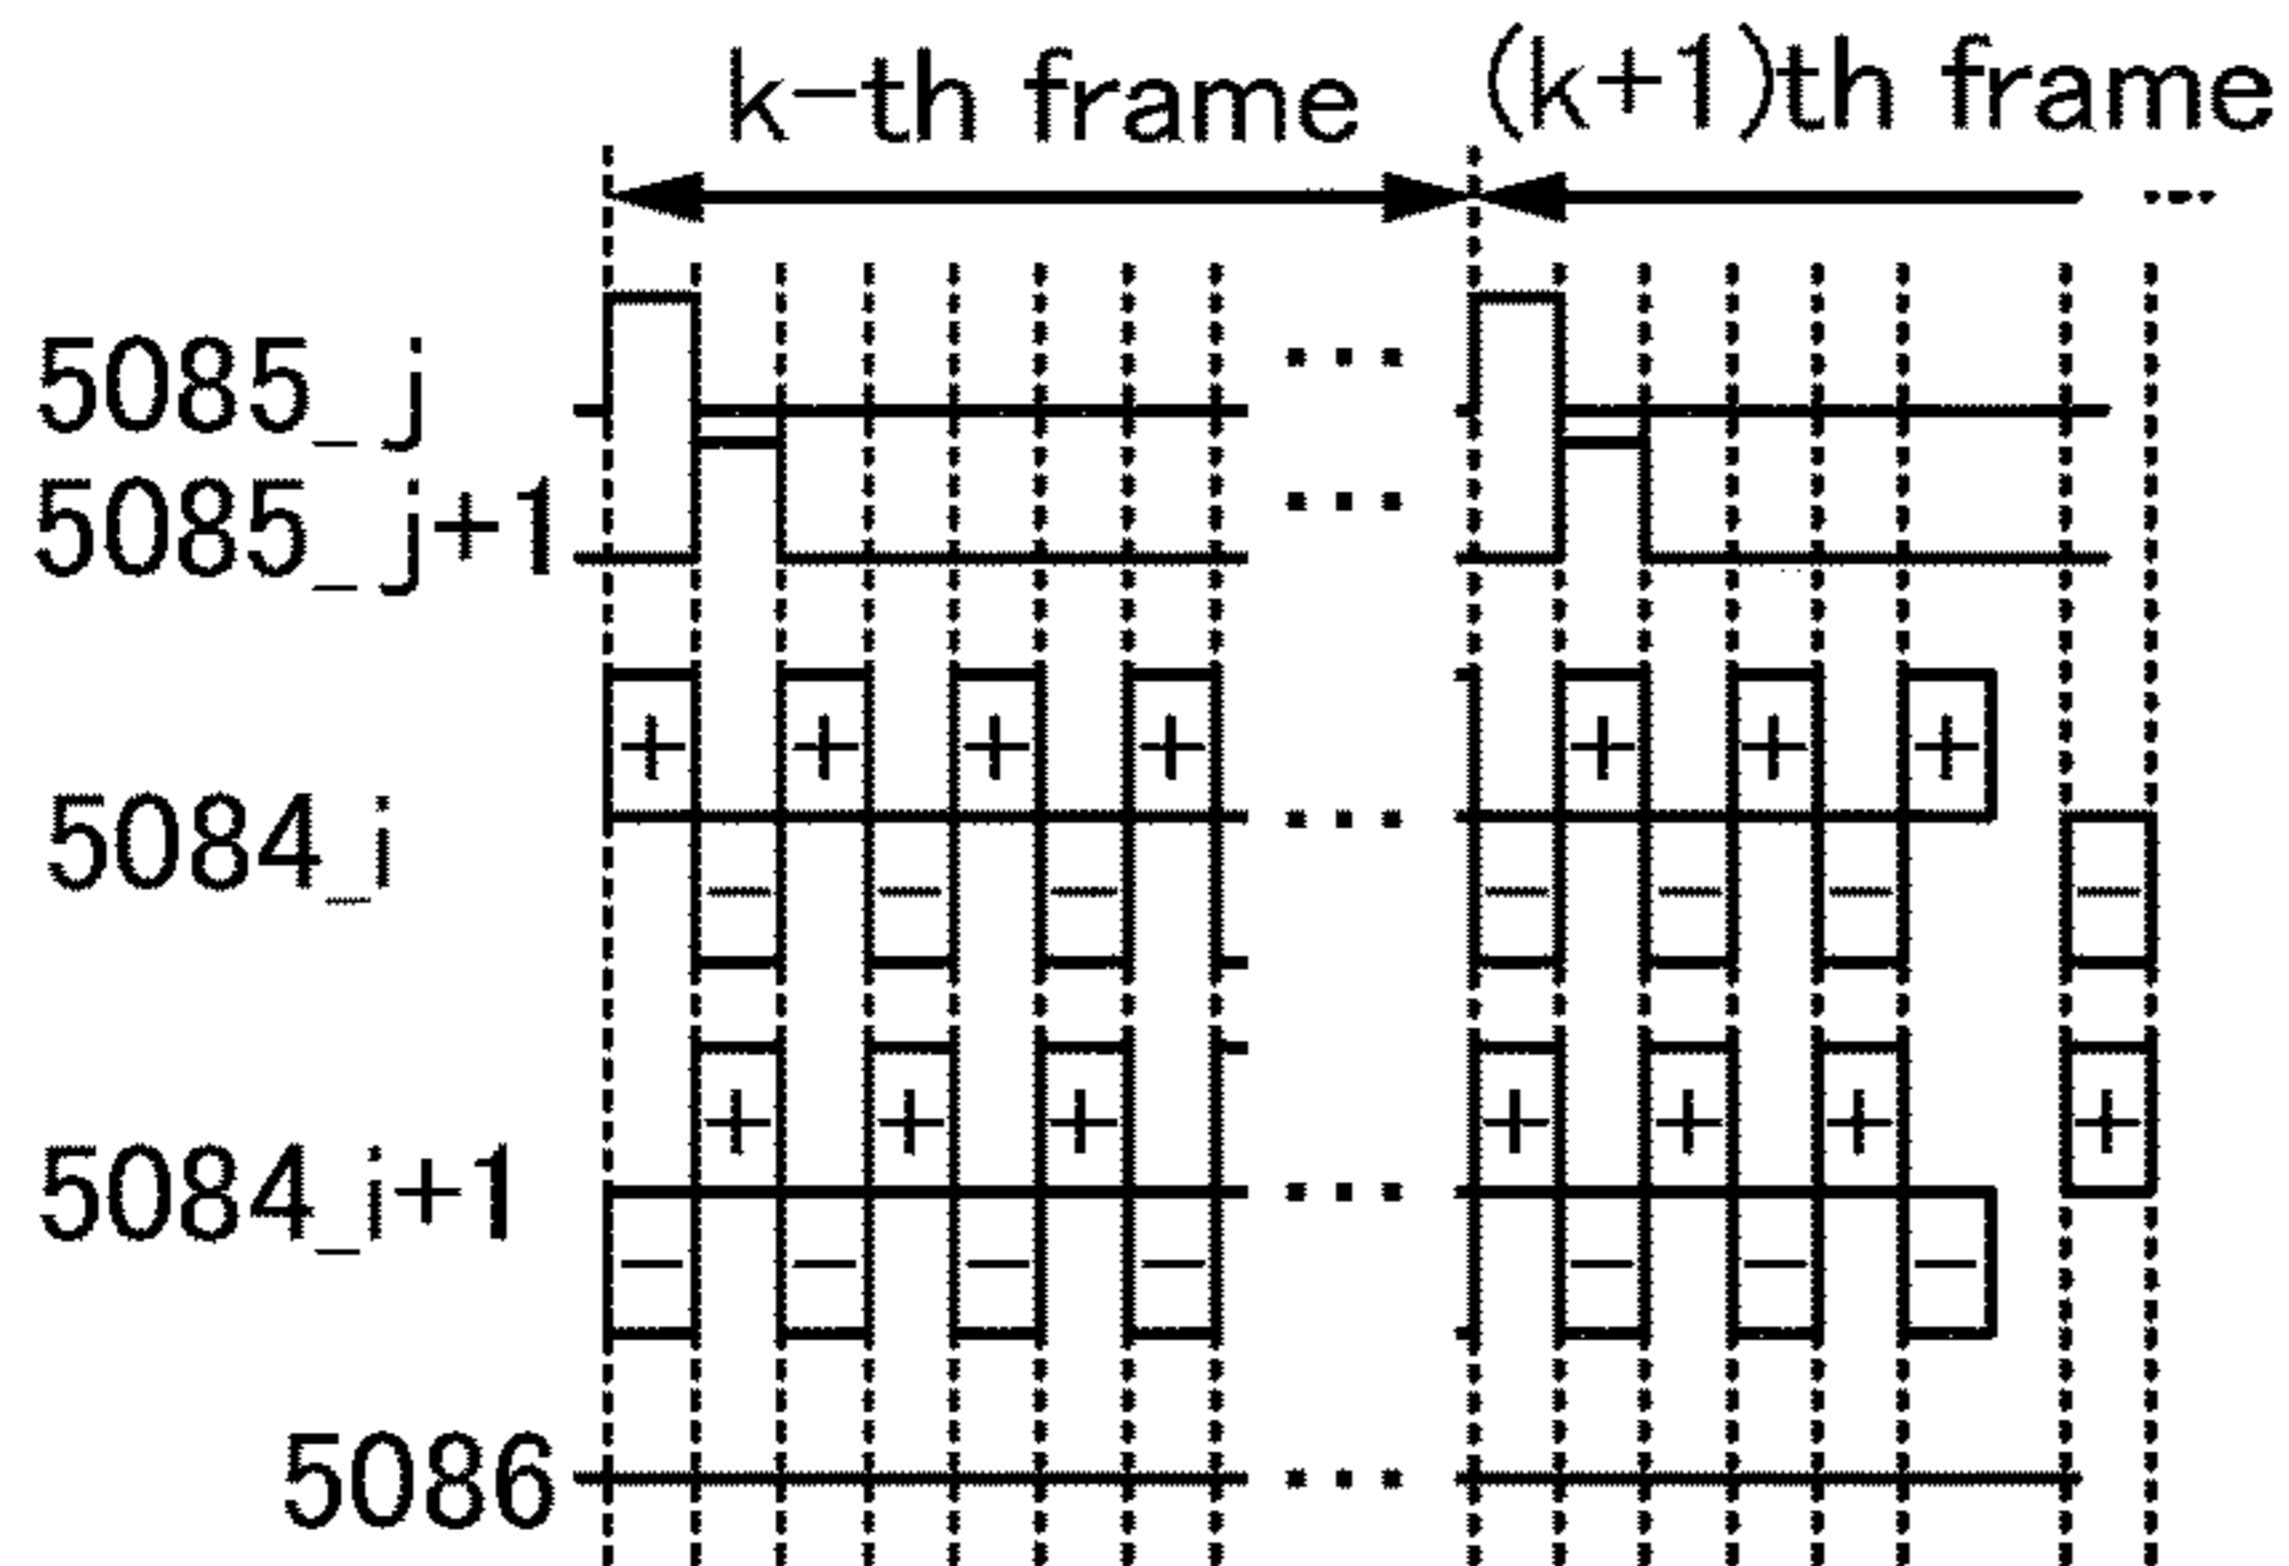 k-th frame (k+1)th frame ...
5085_j ... 
5085_j+1 ...
+ + + + + + +
5084_i ...
- - - - - - -
+ + + + + + +
5084_i+1 ...
- - - - - - -
5086 ...